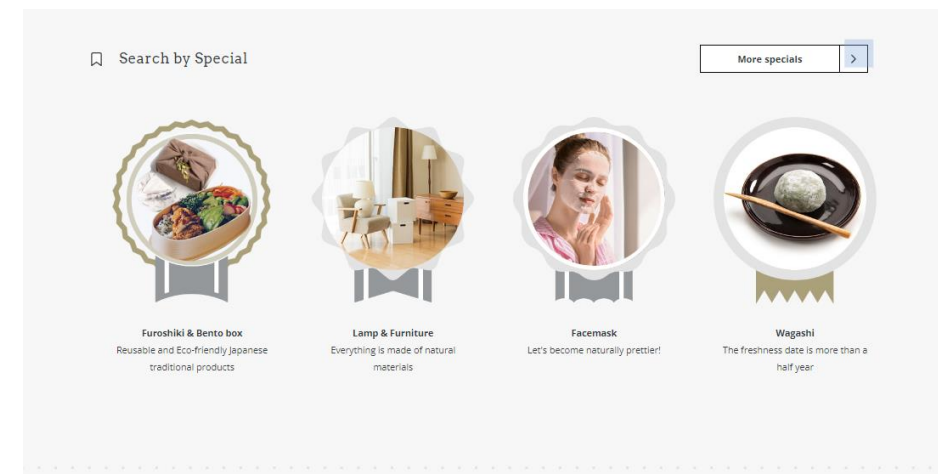 Search by Special
More specials
Furoshiki & Bento box
Reusable and Eco-friendly Japanese
traditional products
Lamp & Furniture
Everything is made of natural
materials
Facemask
Let's become naturally prettier!
Wagashi
The freshness date is more than a
half year